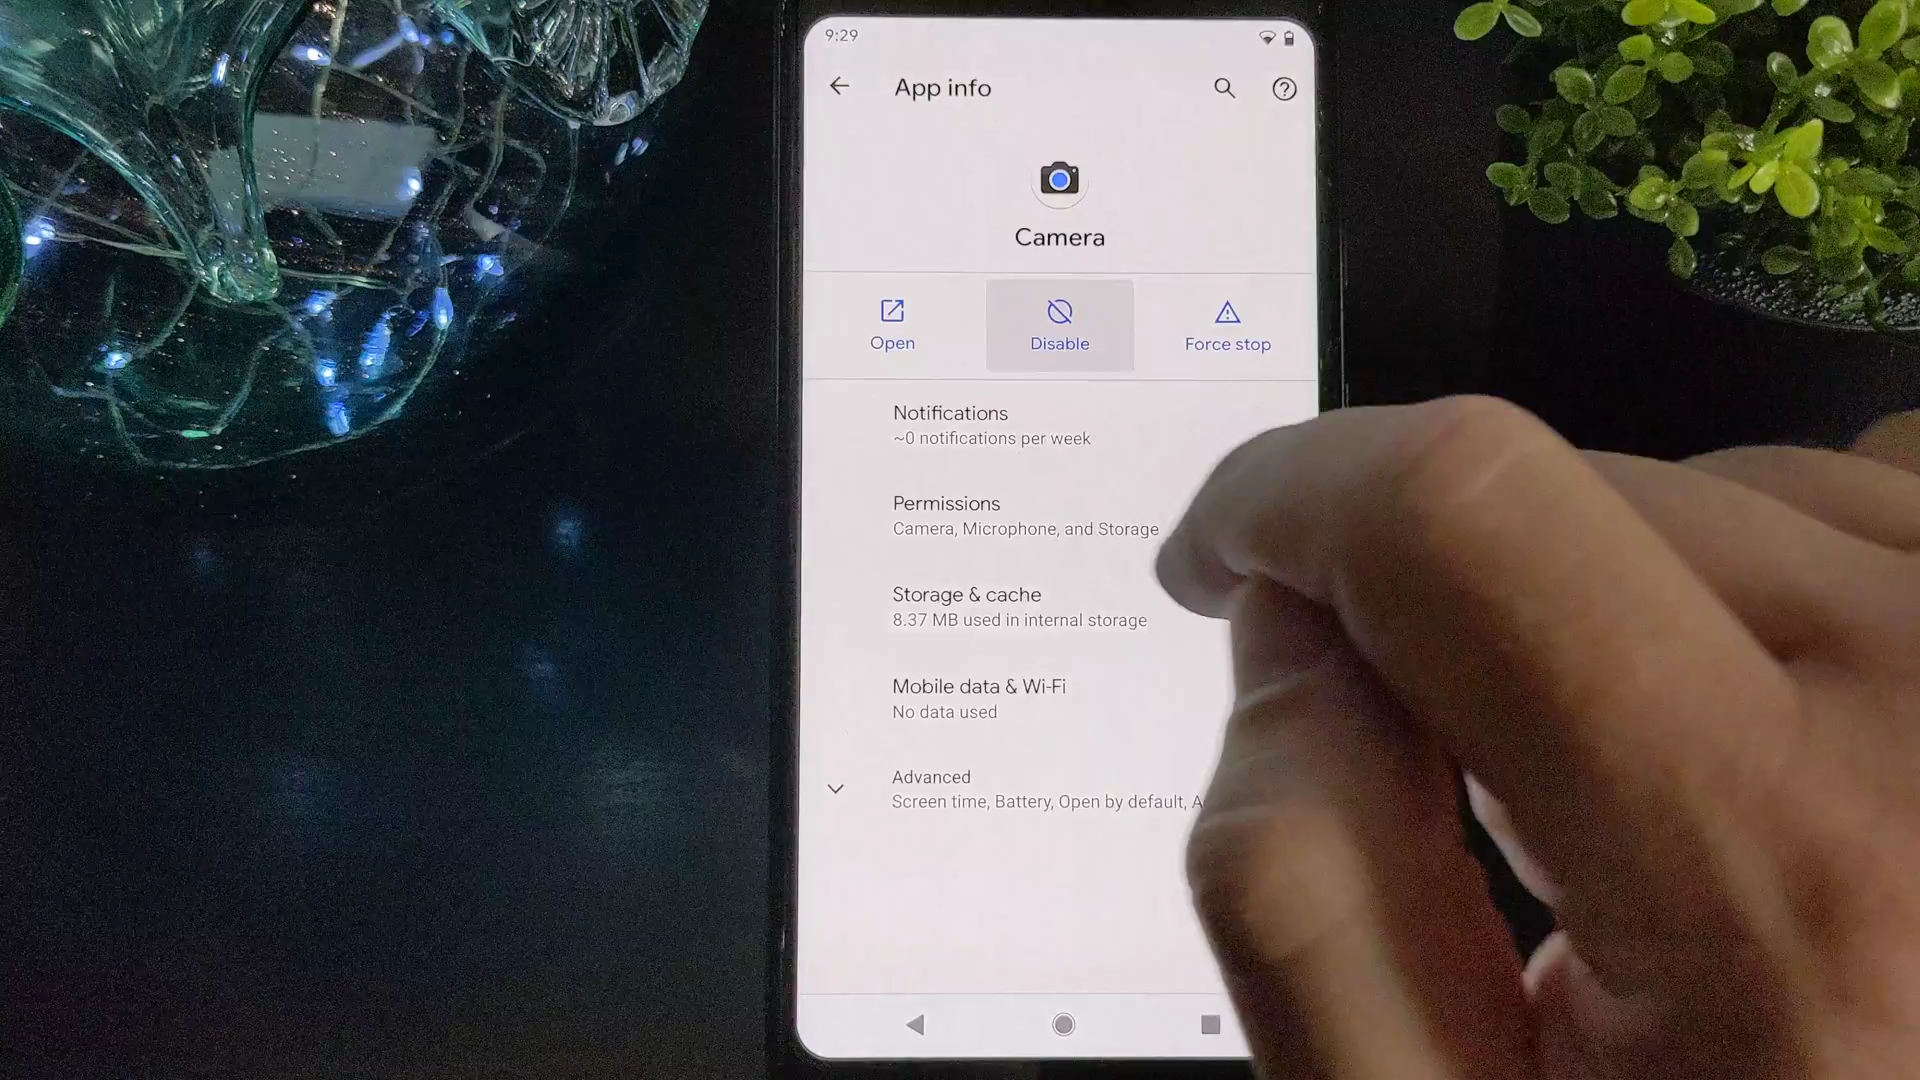 9:29
App info
Camera
Open
Disable
Force stop
Notifications
~0 notifications per week
Permissions
Camera, Microphone, and Storage
Storage & cache
8.37 MB used in internal storage
Mobile data & Wi-Fi
No data used
Advanced
Screen time, Battery, Open by default,